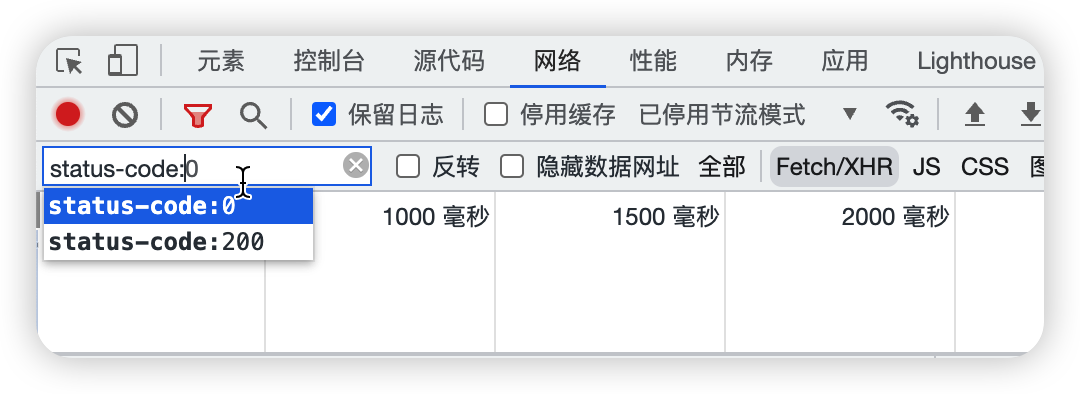 元素 控制台 源代码 网络 性能 内存 应用 Lighthouse
保留日志 停用缓存 已停用节流模式
status-code:0 反转 隐藏数据网址 全部 Fetch/XHR JS CSS
status-code:0
1000 毫秒 1500 毫秒 2000 毫秒
status-code:200